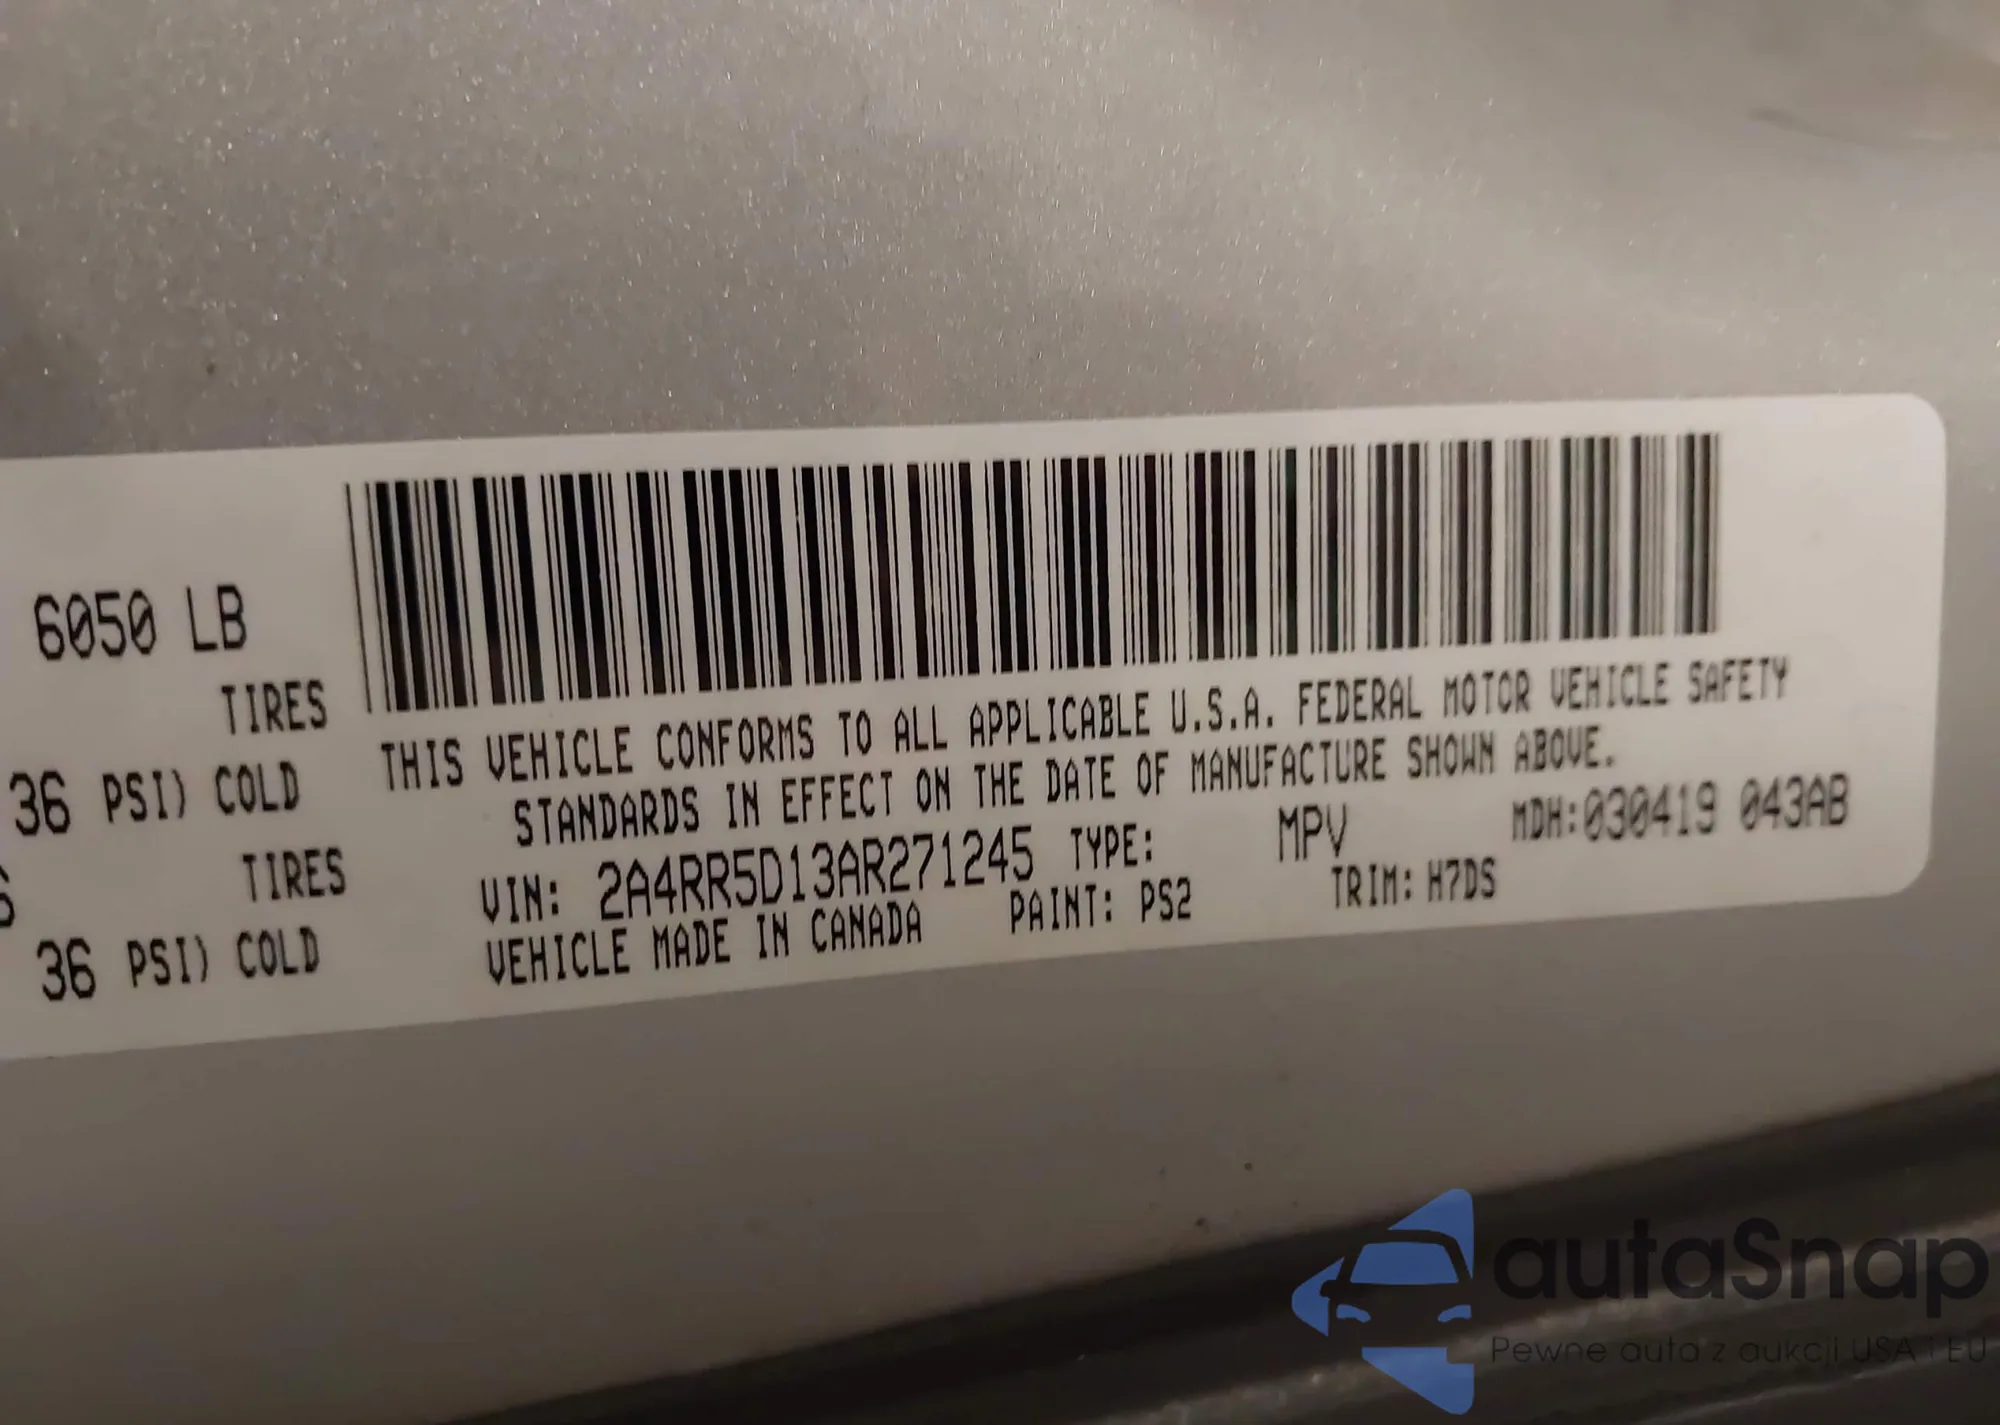 6050 LB
TIRES
36 PSI) COLD
TIRES
36 PSI) COLD
THIS VEHICLE CONFORMS TO ALL APPLICABLE U.S.A. FEDERAL MOTOR VEHICLE SAFETY
STANDARDS IN EFFECT ON THE DATE OF MANUFACTURE SHOWN ABOVE.
VIN: 2A4RR5D13AR271245 TYPE: MPV MDH:030419 043AB
VEHICLE MADE IN CANADA PAINT: PS2 TRIM: H7DS
autaSnap
Pewne auta z aukcji USA i EU